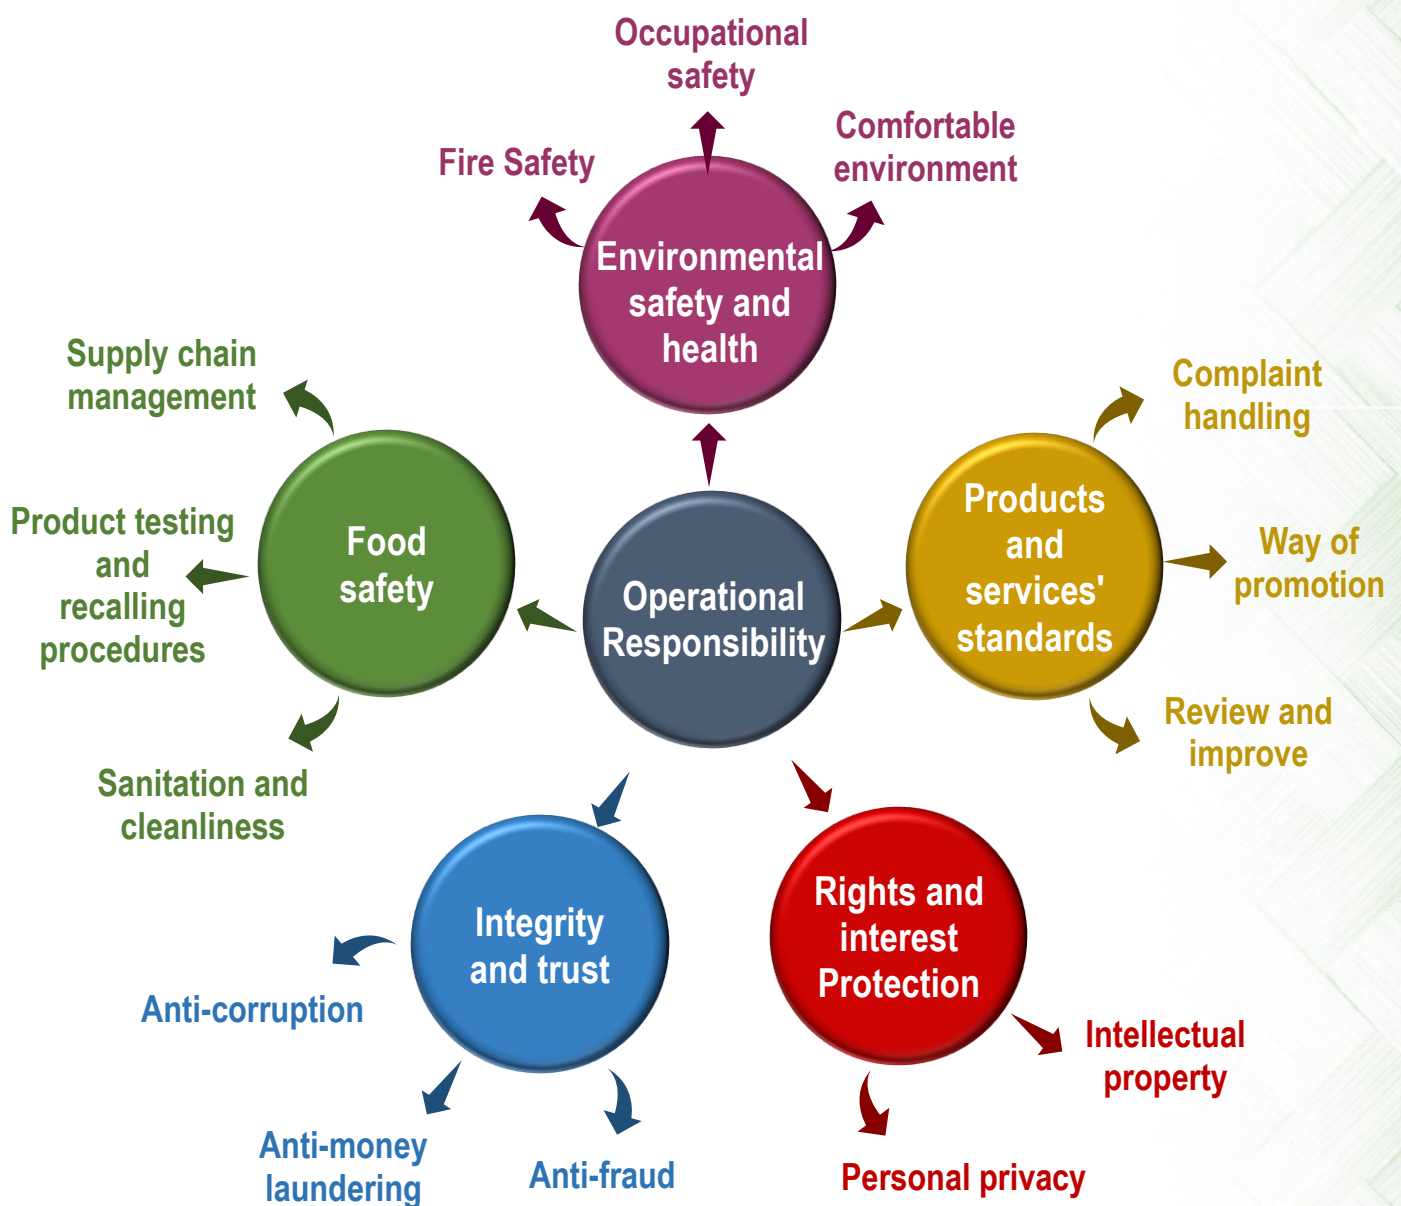 Occupational
safety
Fire Safety
Comfortable
environment
Environmental
safety and
health
Supply chain
management
Complaint
handling
Food
safety
Products
and
services'
standards
Product testing
and
recalling
procedures
Operational
Responsibility
Way of
promotion
Review and
improve
Sanitation and
cleanliness
Integrity
and trust
Rights and
interest
Protection
Anti-corruption
Intellectual
property
Anti-money
laundering
Anti-fraud
Personal privacy